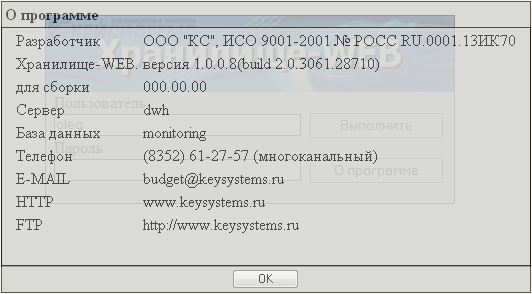 О программе
Разработчик ООО "КС", ИСО 9001-2001 № РОСС RU.0001.13ИК70
Хранилище-WEB
Хранилище-WEB. версия 1.0.0.8(build 2.0.3061.28710)
для сборки 000.00.00
Пользователь
Сервер dwh
oleg
Выполнить
База данных monitoring
Пароль
Телефон (8352) 61-27-57 (многоканальный)
О программе
E-MAIL budget@keysystems.ru
HTTP www.keysystems.ru
FTP http://www.keysystems.ru
OK